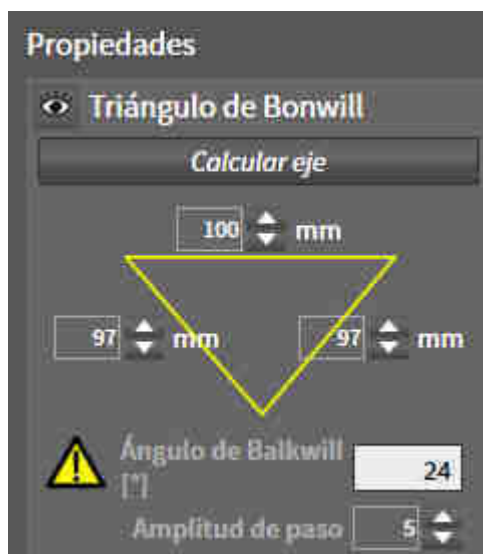 Propiedades
Triángulo de Bonwill
Calcular eje
100 mm
97 mm 97 mm
Ángulo de Balkwill
[°] 24
Amplitud de paso 5